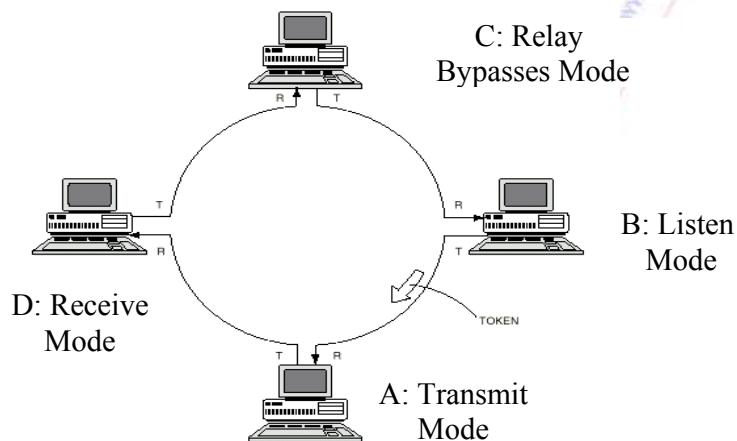 C: Relay
Bypasses Mode
R
T
T
R
R
T
B: Listen
Mode
D: Receive
Mode
TOKEN
T
R
A: Transmit
Mode